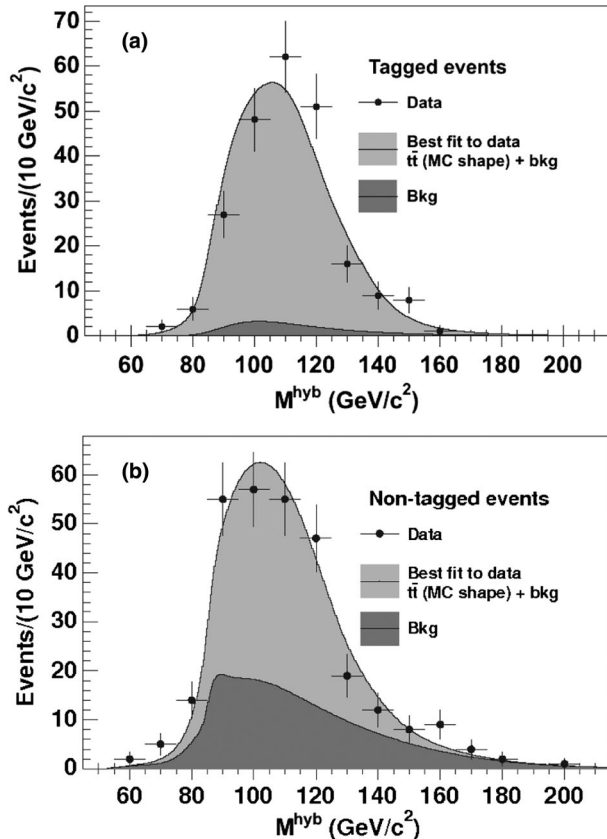 (a)
Tagged events
Data
Best fit to data
tt̄ (MC shape) + bkg
Bkg
Events/(10 GeV/c²)
70
60
50
40
30
20
10
0
60 80 100 120 140 160 180 200
M^hyb (GeV/c²)
(b)
Non-tagged events
Data
Best fit to data
tt̄ (MC shape) + bkg
Bkg
Events/(10 GeV/c²)
60
50
40
30
20
10
0
60 80 100 120 140 160 180 200
M^hyb (GeV/c²)